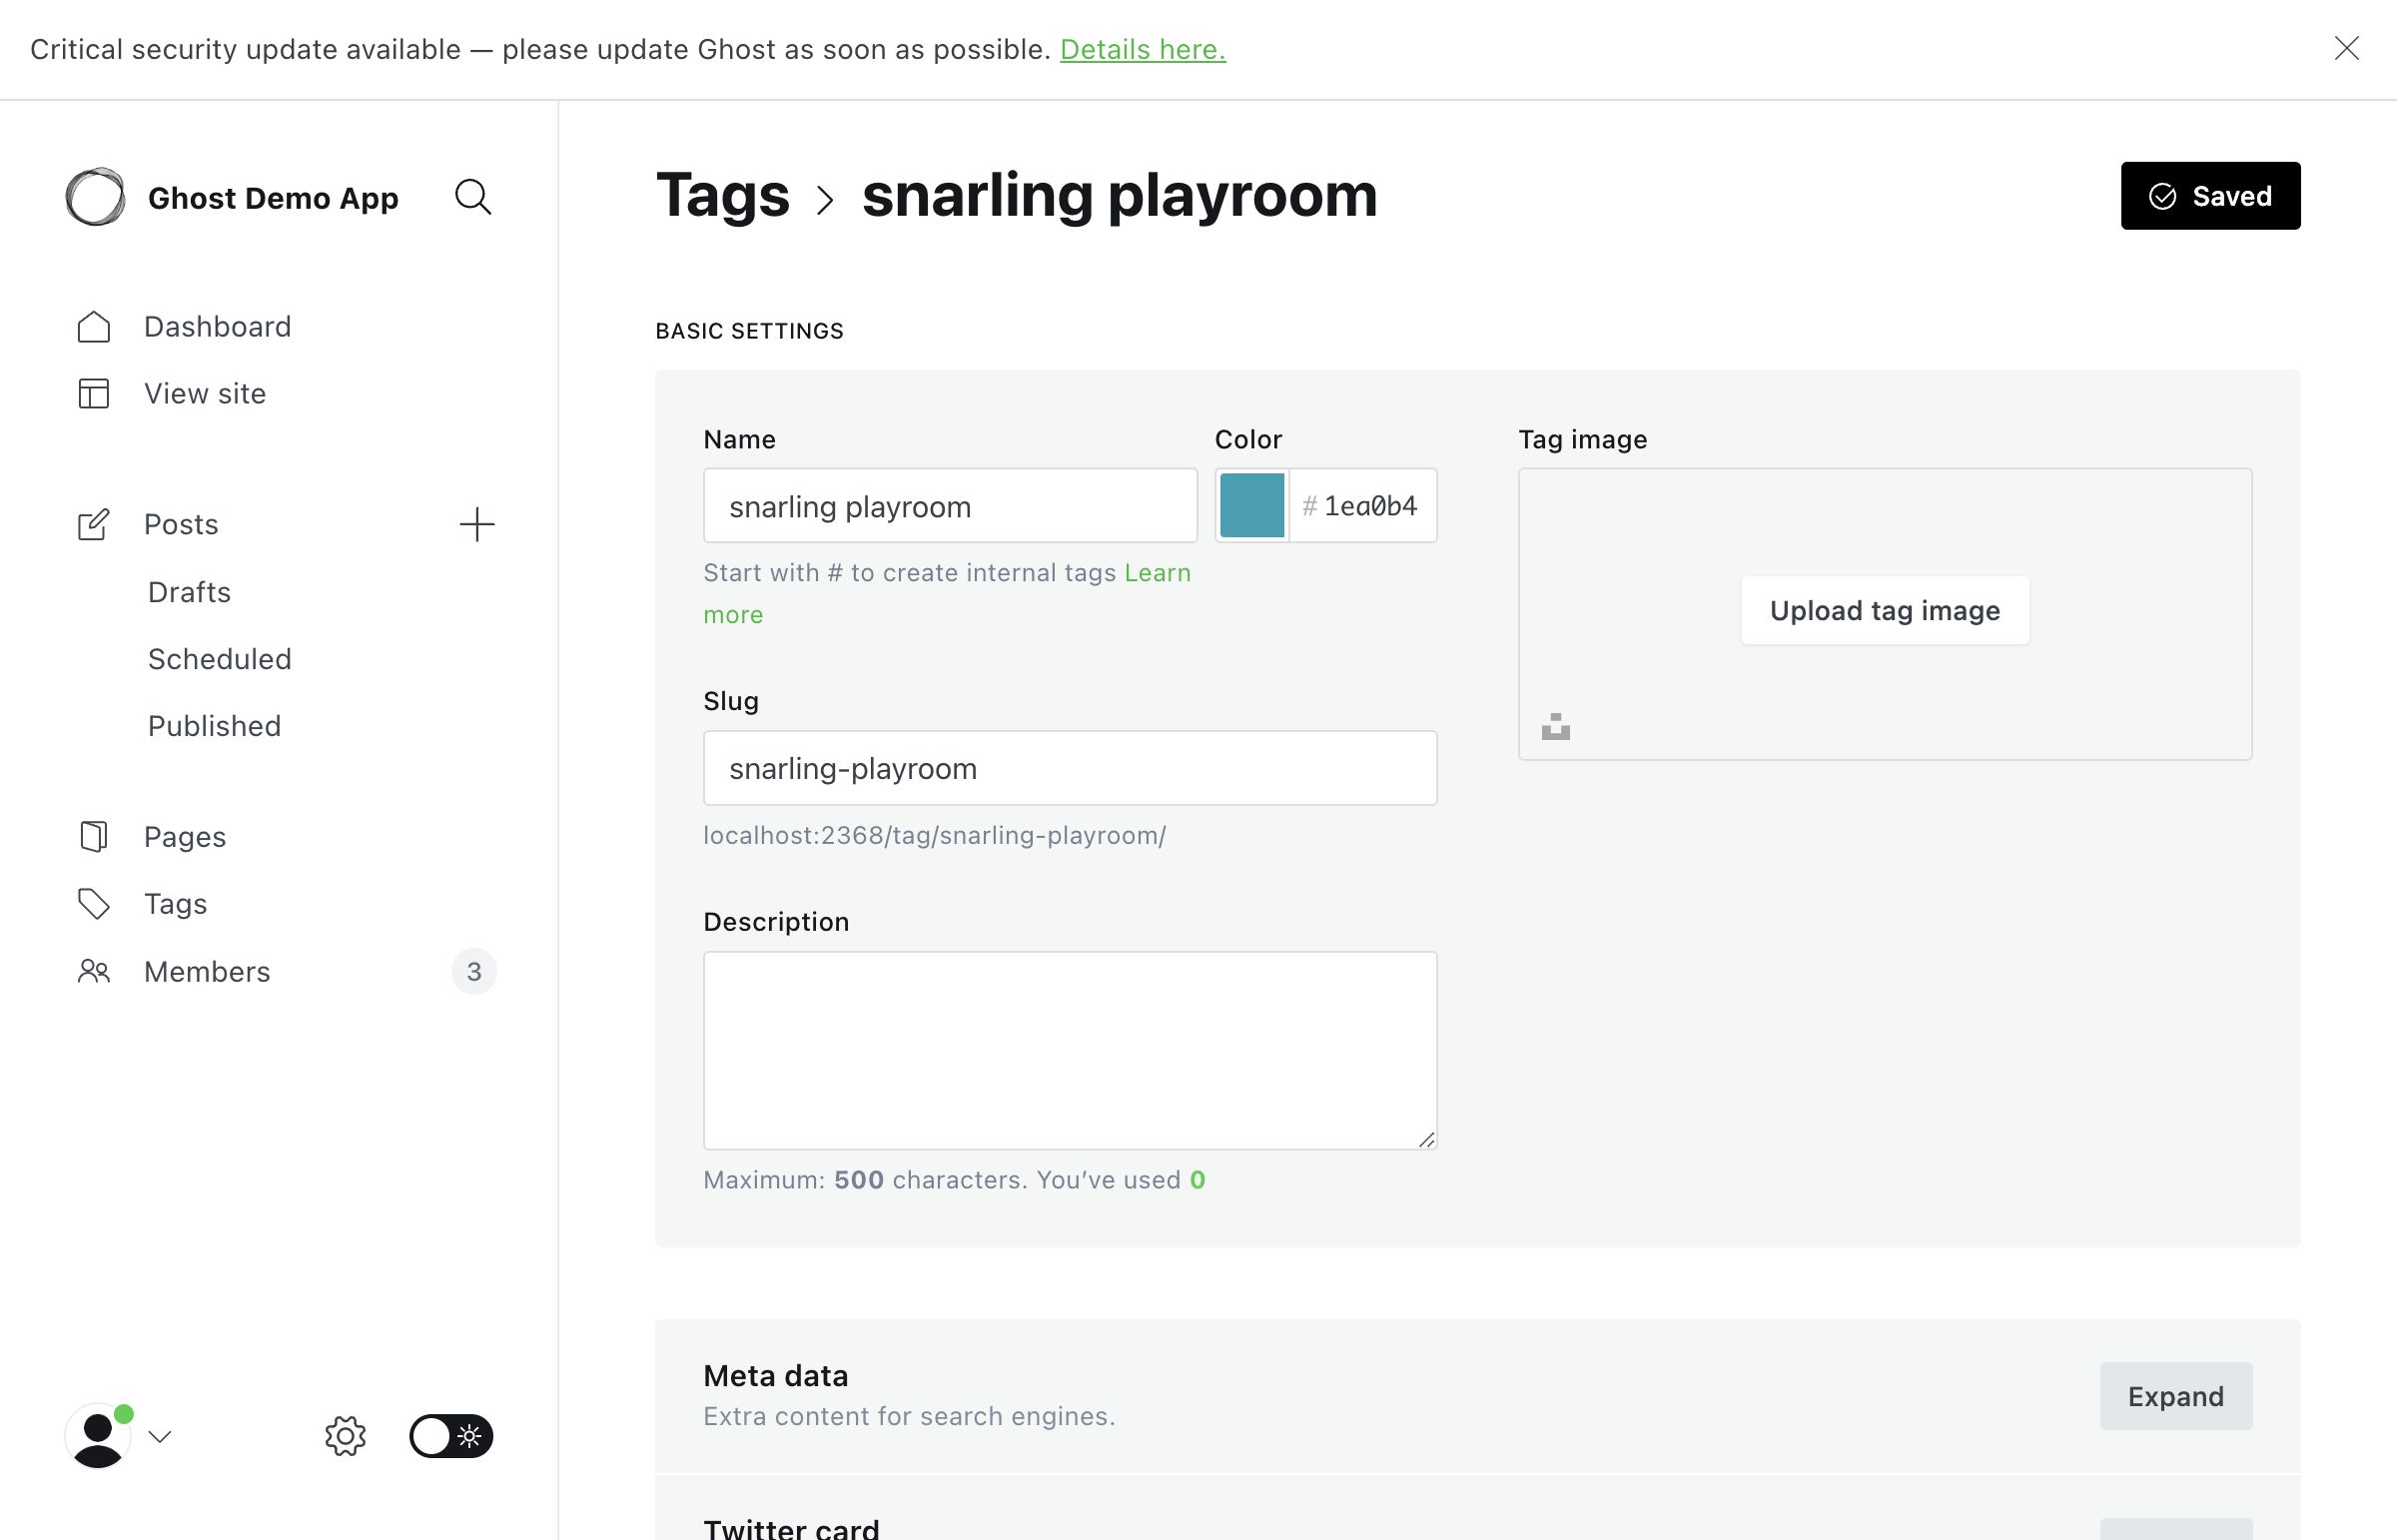 Critical security update available — please update Ghost as soon as possible. Details here.
Ghost Demo App
Dashboard
View site
Posts
Drafts
Scheduled
Published
Pages
Tags
Members 3
Tags > snarling playroom
Saved
BASIC SETTINGS
Name
snarling playroom
Start with # to create internal tags Learn
more
Color
# 1ea0b4
Slug
snarling-playroom
localhost:2368/tag/snarling-playroom/
Description
Maximum: 500 characters. You’ve used 0
Tag image
Upload tag image
Meta data
Extra content for search engines.
Expand
Twitter card